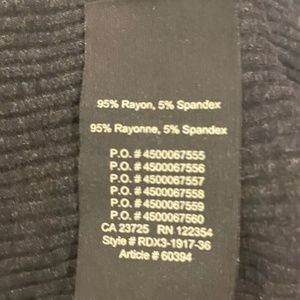 95% Rayon, 5% Spandex
95% Rayonne, 5% Spandex
P.O. # 4500067555
P.O. # 4500067556
P.O. # 4500067557
P.O. # 4500067558
P.O. # 4500067559
P.O. # 4500067560
CA 23725 RN 122354
Style # RDX3-1917-36
Article # 60394